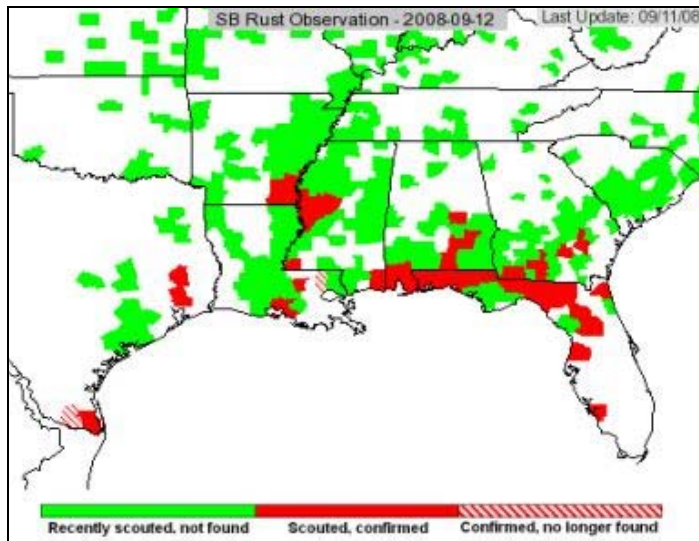 SB Rust Observation - 2008-09-12
Last Update: 09/11/08
Recently scouted, not found
Scouted, confirmed
Confirmed, no longer found